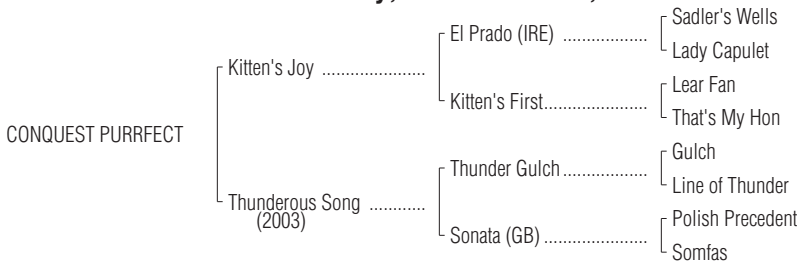 Sadler's Wells
El Prado (IRE) ..................
Lady Capulet
Kitten's Joy ......................
Lear Fan
Kitten's First......................
That's My Hon
CONQUEST PURRFECT
Gulch
Thunder Gulch..................
Line of Thunder
Thunderous Song ............
(2003)
Polish Precedent
Sonata (GB) ......................
Somfas